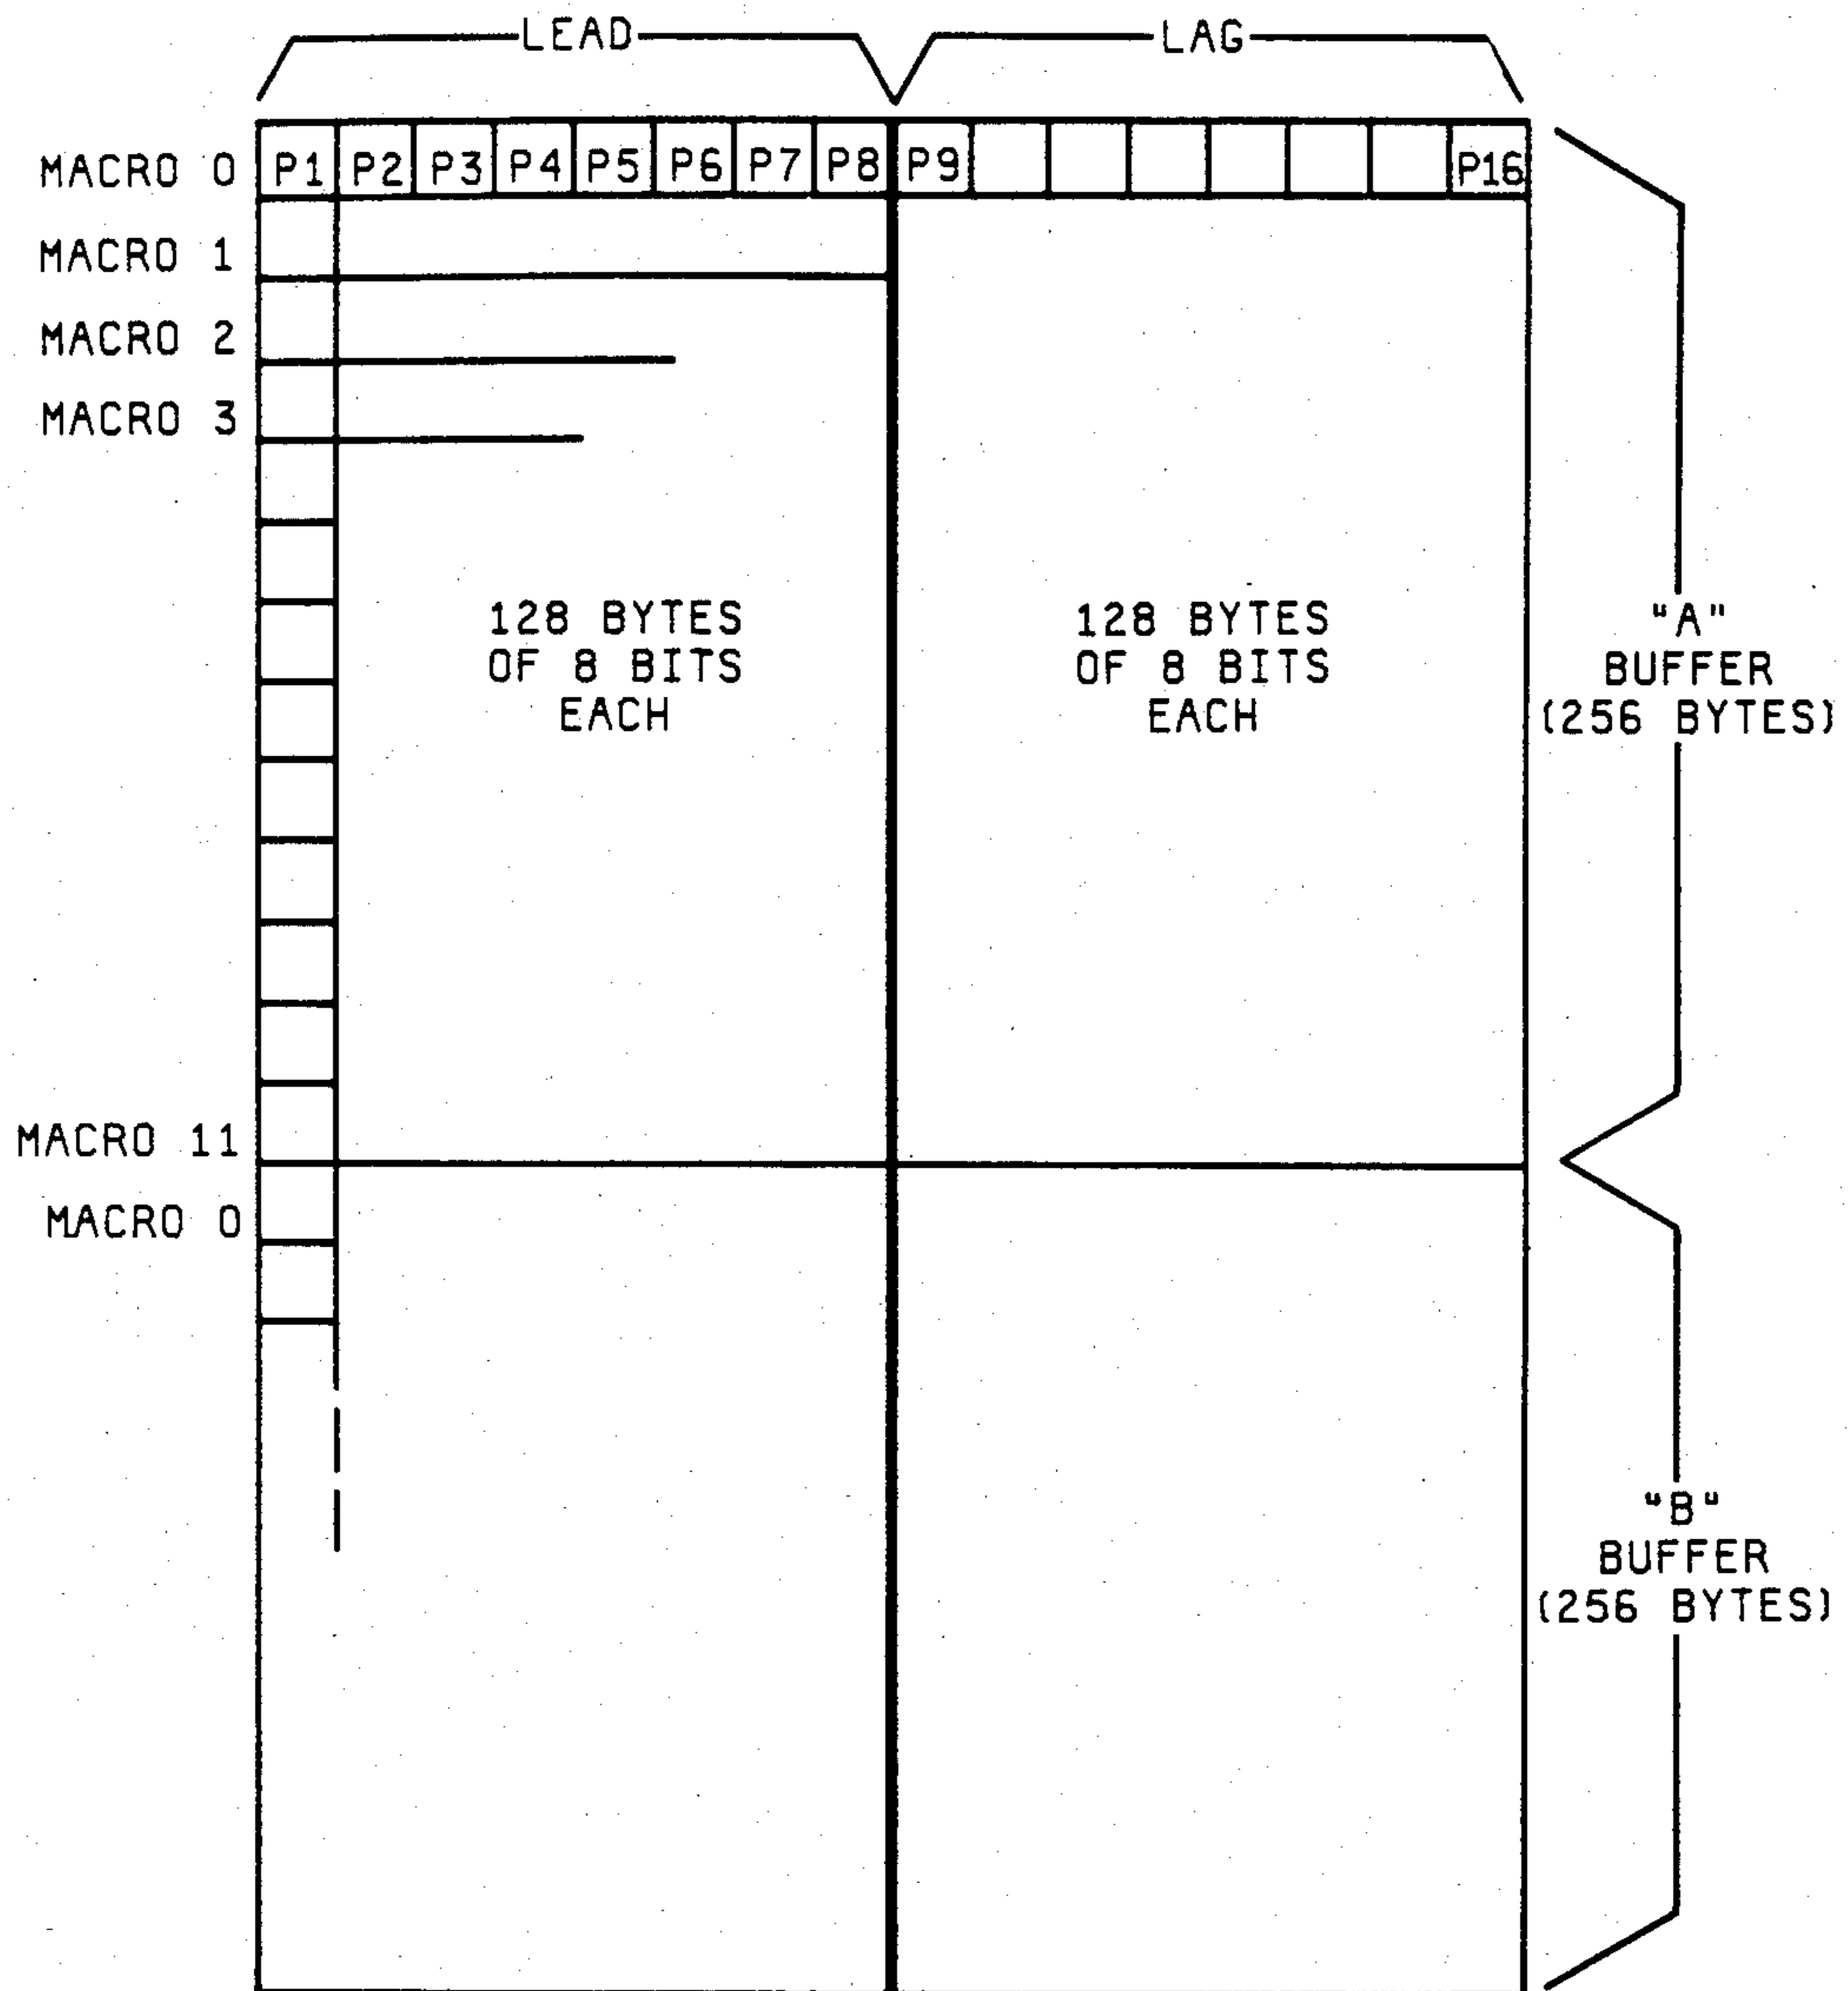 LEAD LAG
MACRO 0 P1 P2 P3 P4 P5 P6 P7 P8 P9 P16
MACRO 1
MACRO 2
MACRO 3
128 BYTES
OF 8 BITS
EACH
128 BYTES
OF 8 BITS
EACH
"A"
BUFFER
(256 BYTES)
MACRO 11
MACRO 0
"B"
BUFFER
(256 BYTES)